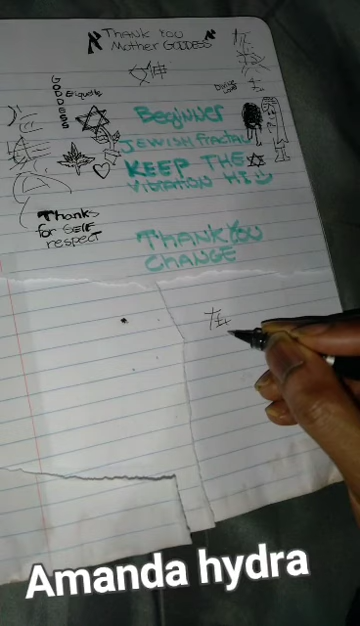 Thank You
Mother GODDESS
GODDESS
Etiquette
Divine
Beginner
JEWISH fractal
KEEP THE
Vibration Hi
Thanks
for SELF
respect
THANK YOU
CHANGE
Amanda hydra